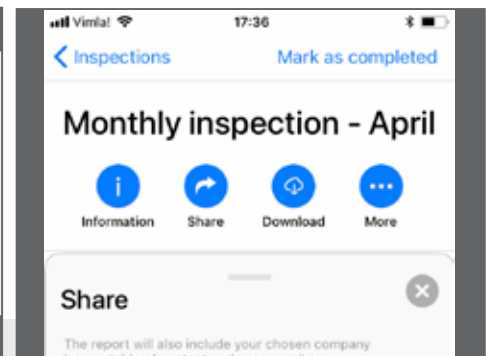 Vimla!
17:36
Inspections
Mark as completed
Monthly inspection - April
Information Share Download More
Share
The report will also include your chosen company